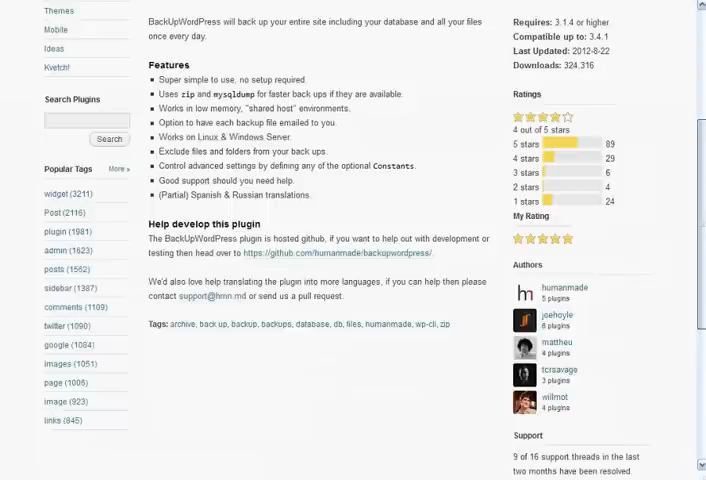 Themes
Mobile
Ideas
Kvetch!
Search Plugins
Search
Popular Tags More »
widget (3211)
Post (2116)
plugin (1981)
admin (1623)
posts (1562)
sidebar (1387)
comments (1109)
twitter (1090)
google (1084)
images (1051)
page (1006)
image (923)
links (845)
BackUpWordPress will back up your entire site including your database and all your files
once every day.
Features
Super simple to use, no setup required.
Uses zip and mysqldump for faster back ups if they are available.
Works in low memory, "shared host" environments.
Option to have each backup file emailed to you.
Works on Linux & Windows Server.
Exclude files and folders from your back ups.
Control advanced settings by defining any of the optional Constants.
Good support should you need help.
(Partial) Spanish & Russian translations.
Help develop this plugin
The BackUpWordPress plugin is hosted github, if you want to help out with development or
testing then head over to https://github.com/humanmade/backupwordpress/.
We'd also love help translating the plugin into more languages, if you can help then please
contact support@hmn.md or send us a pull request.
Tags: archive, back up, backup, backups, database, db, files, humanmade, wp-cli, zip
Requires: 3.1.4 or higher
Compatible up to: 3.4.1
Last Updated: 2012-8-22
Downloads: 324,316
Ratings
4 out of 5 stars
5 stars 89
4 stars 29
3 stars 6
2 stars 4
1 stars 24
My Rating
Authors
hm
humanmade
5 plugins
joehoyle
6 plugins
mattheu
4 plugins
tcrsavage
3 plugins
willmot
4 plugins
Support
9 of 16 support threads in the last
two months have been resolved.